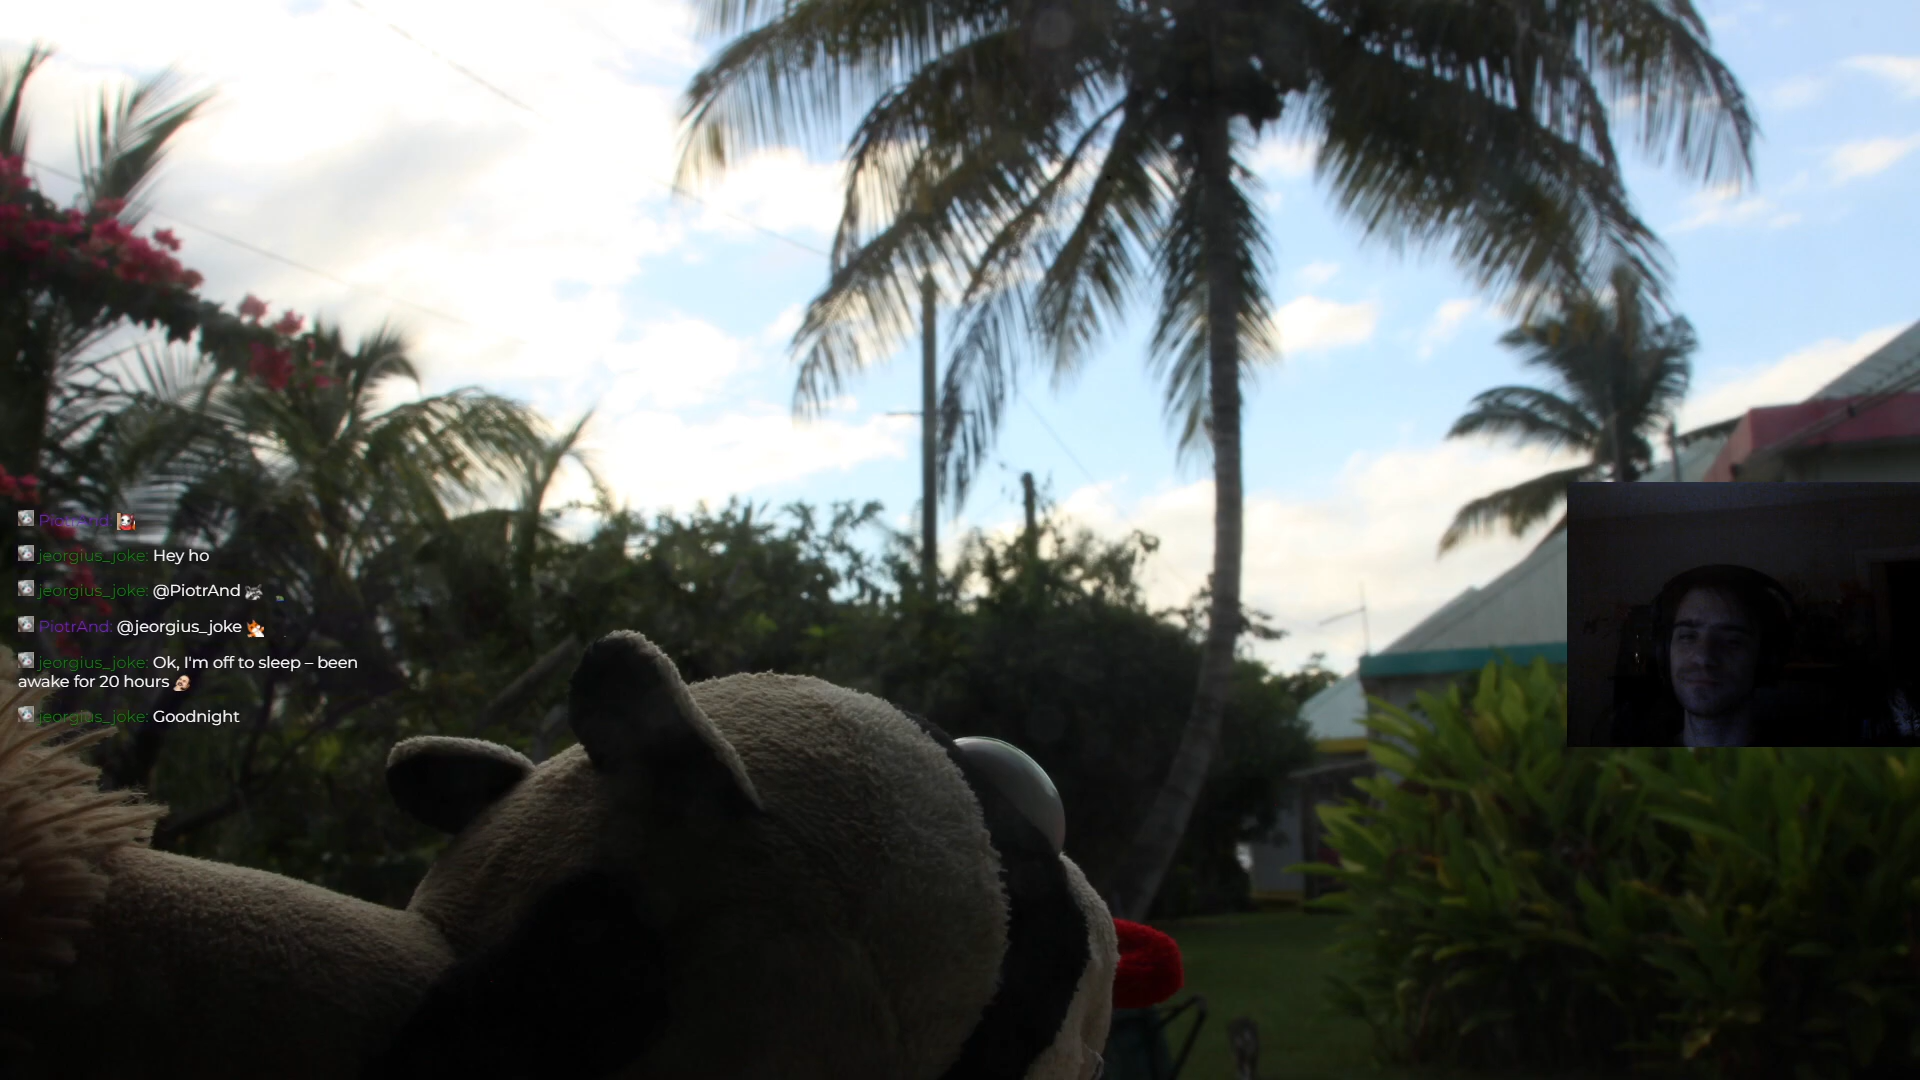 PiotrAnd:
jeorgius_joke: Hey ho
jeorgius_joke: @PiotrAnd
PiotrAnd: @jeorgius_joke
jeorgius_joke: Ok, I'm off to sleep – been
awake for 20 hours
jeorgius_joke: Goodnight